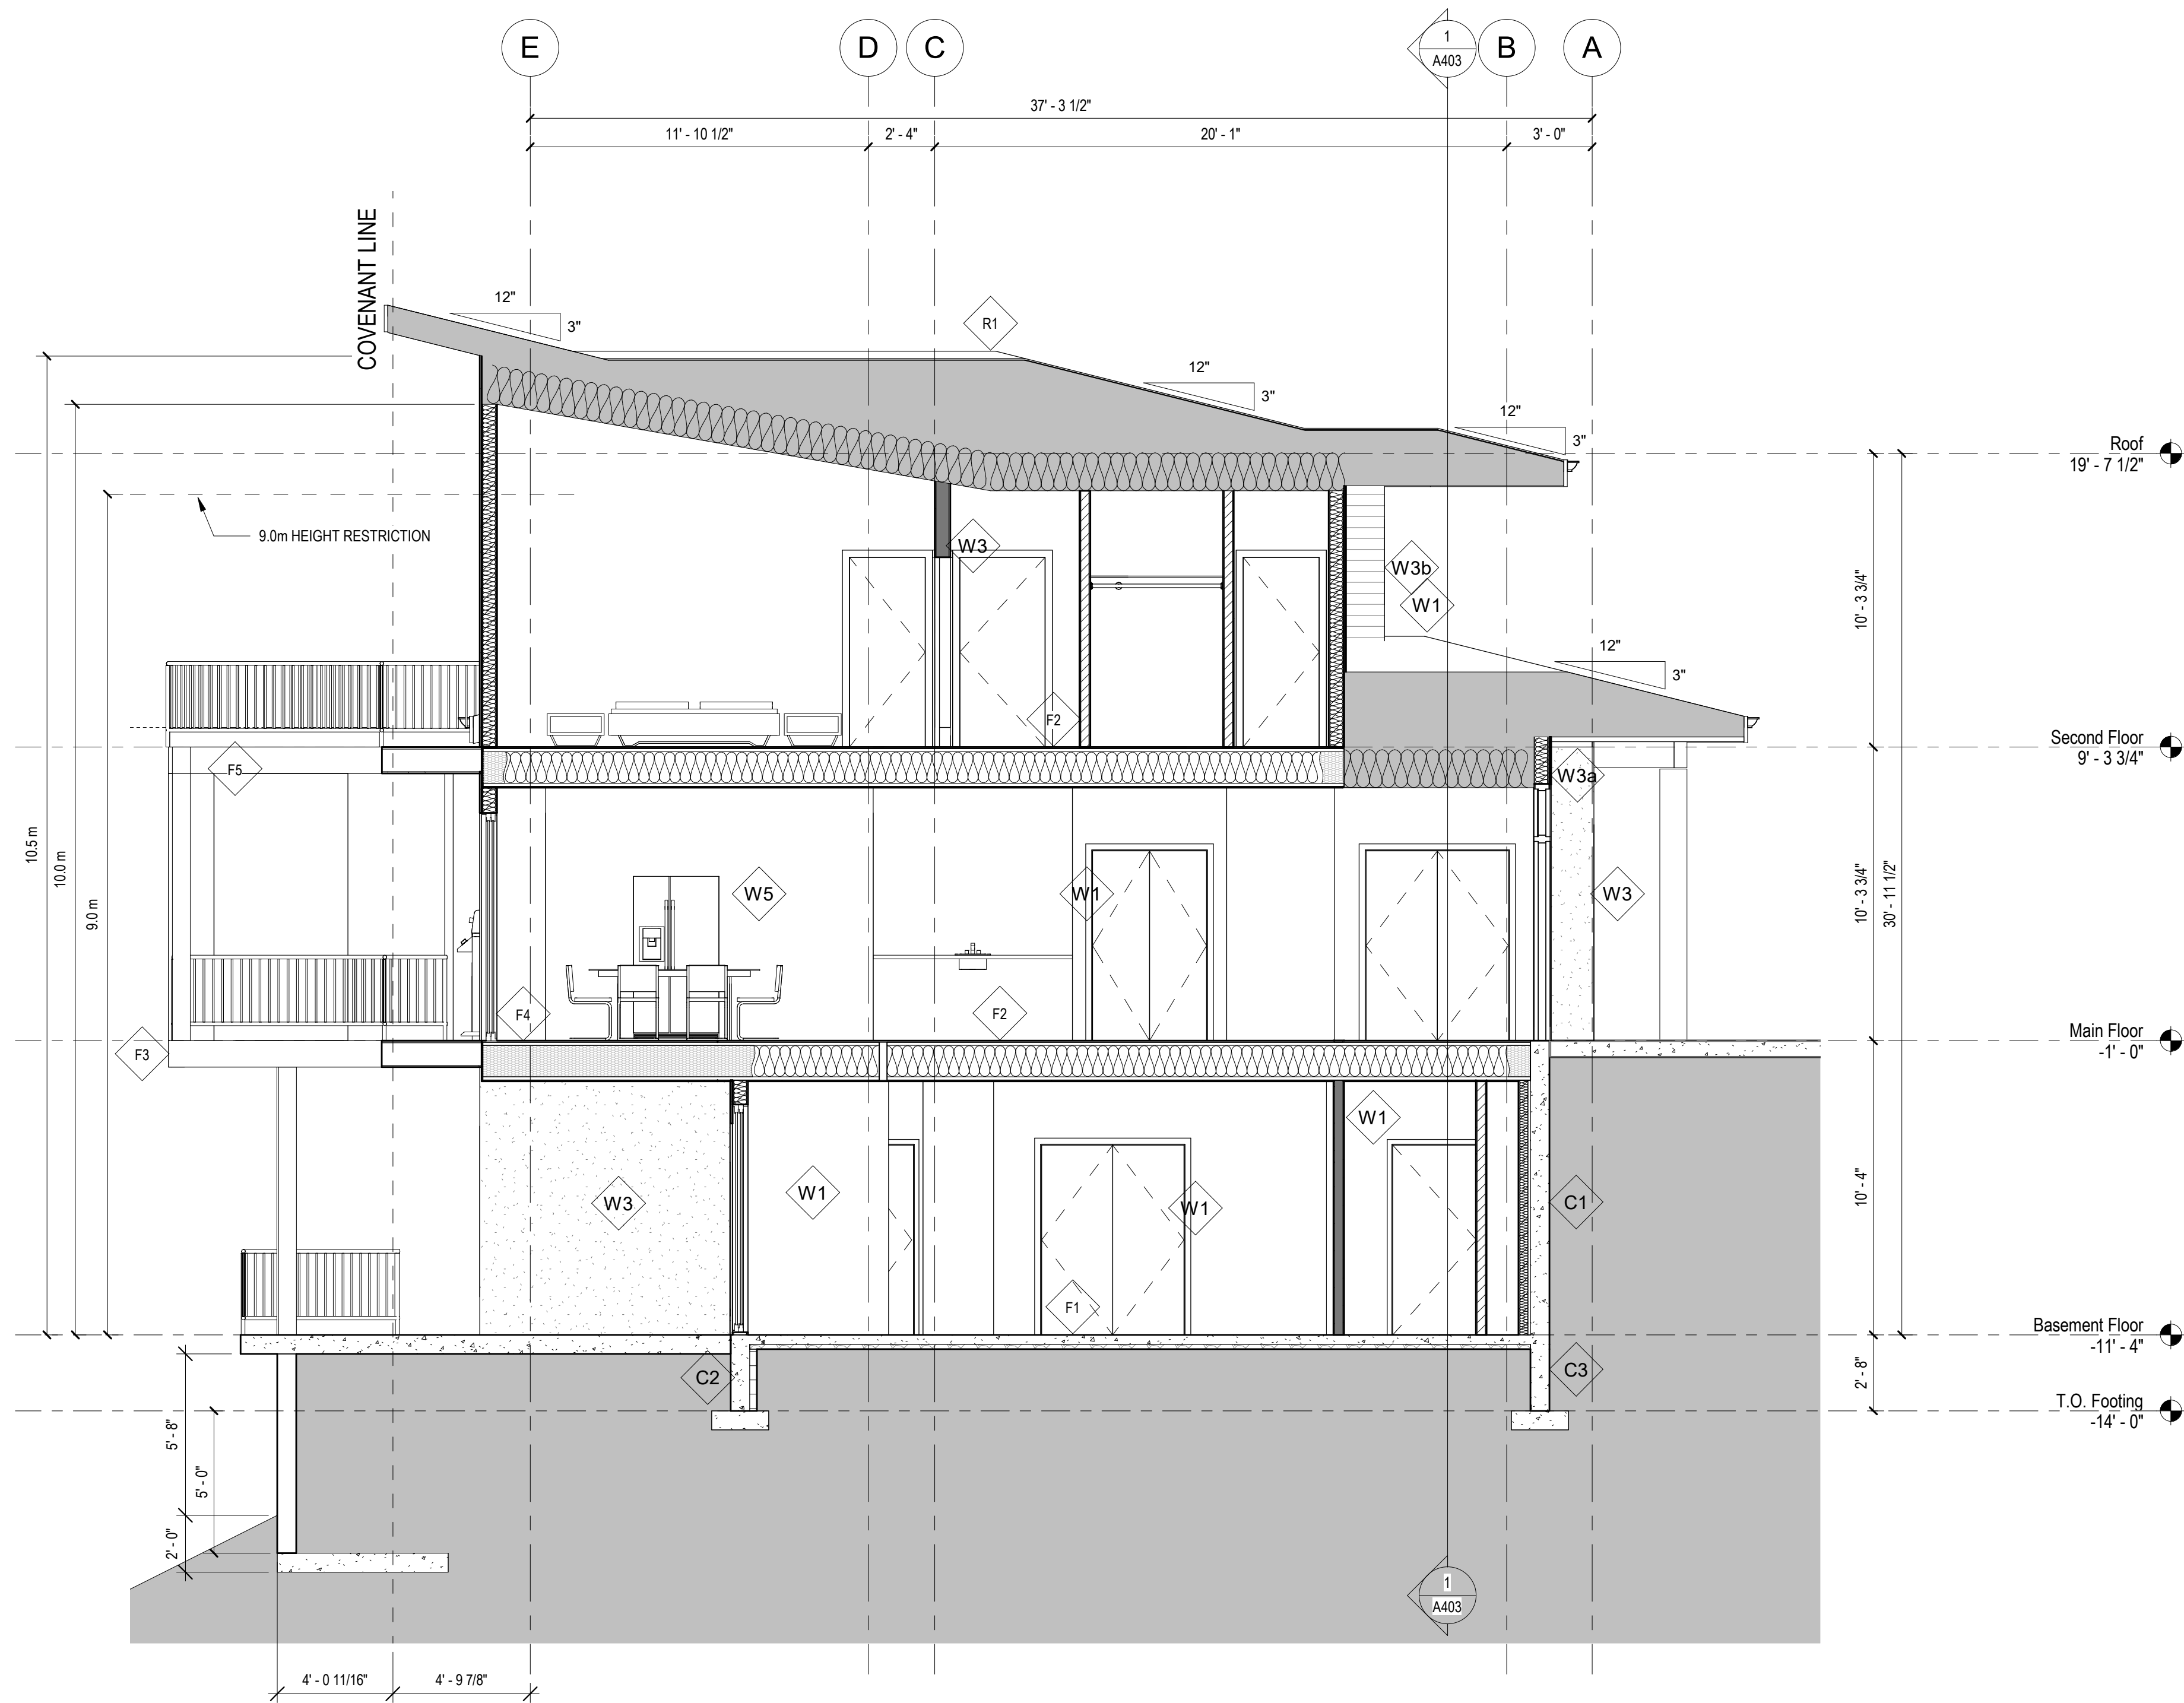 E
D
C
1
A403
B
A
37' - 3 1/2"
11' - 10 1/2"
2' - 4"
20' - 1"
3' - 0"
COVENANT LINE
12"
3"
R1
12"
3"
12"
3"
Roof
19' - 7 1/2"
9.0m HEIGHT RESTRICTION
W3
W3b
W1
10' - 3 3/4"
12"
3"
F2
Second Floor
9' - 3 3/4"
F5
W3a
10.5 m
10.0 m
9.0 m
W5
W1
W3
10' - 3 3/4"
30' - 11 1/2"
F4
F2
Main Floor
-1' - 0"
F3
W1
W3
W1
W1
C1
10' - 4"
F1
Basement Floor
-11' - 4"
C2
C3
2' - 8"
T.O. Footing
-14' - 0"
5' - 8"
5' - 0"
2' - 0"
1
A403
4' - 0 11/16"
4' - 9 7/8"